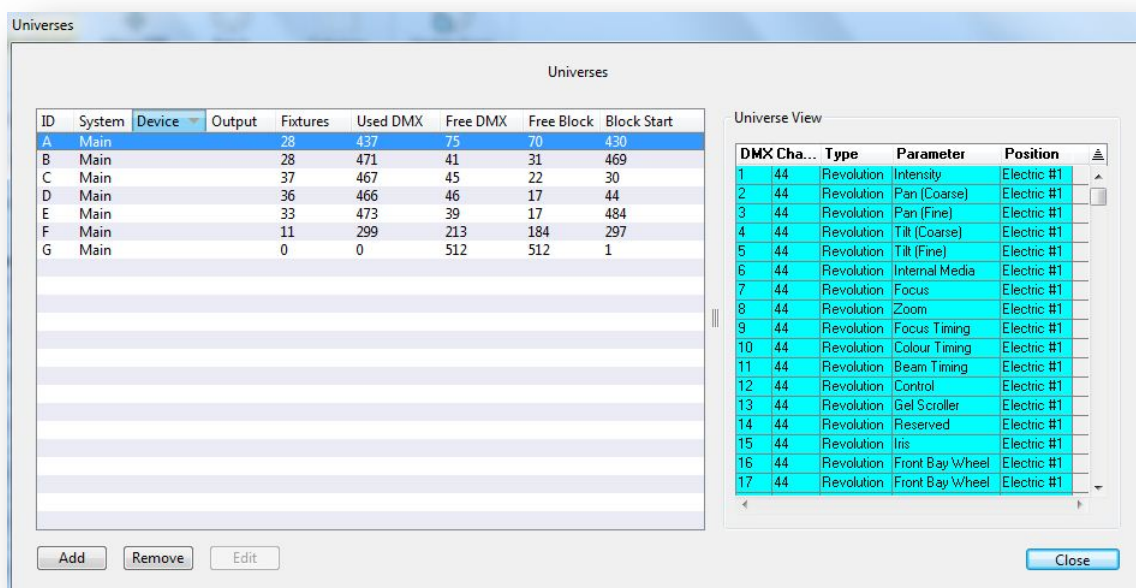 Universes
Universes
ID System Device Output Fixtures Used DMX Free DMX Free Block Block Start
A Main 28 437 75 70 430
B Main 28 471 41 31 469
C Main 37 467 45 22 30
D Main 36 466 46 17 44
E Main 33 473 39 17 484
F Main 11 299 213 184 297
G Main 0 0 512 512 1
Universe View
DMX Cha... Type Parameter Position
1 44 Revolution Intensity Electric #1
2 44 Revolution Pan (Coarse) Electric #1
3 44 Revolution Pan (Fine) Electric #1
4 44 Revolution Tilt (Coarse) Electric #1
5 44 Revolution Tilt (Fine) Electric #1
6 44 Revolution Internal Media Electric #1
7 44 Revolution Focus Electric #1
8 44 Revolution Zoom Electric #1
9 44 Revolution Focus Timing Electric #1
10 44 Revolution Colour Timing Electric #1
11 44 Revolution Beam Timing Electric #1
12 44 Revolution Control Electric #1
13 44 Revolution Gel Scroller Electric #1
14 44 Revolution Reserved Electric #1
15 44 Revolution Iris Electric #1
16 44 Revolution Front Bay Wheel Electric #1
17 44 Revolution Front Bay Wheel Electric #1
Add Remove Edit Close